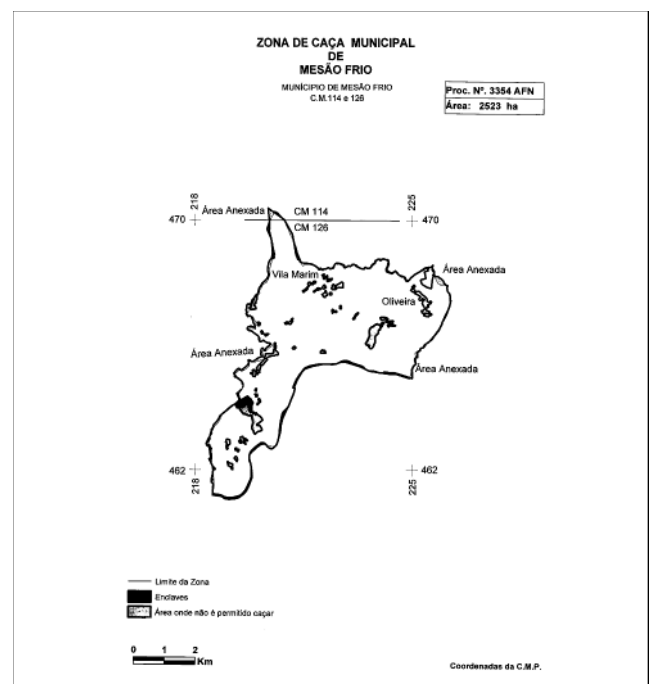 ZONA DE CAÇA MUNICIPAL
DE
MESÃO FRIO
MUNÍCIPIO DE MESÃO FRIO
C.M.114 e 126
Proc. Nº. 3354 AFN
Área: 2523 ha
218
225
Área Anexada
CM 114
470
470
CM 126
Vila Marim
Área Anexada
Oliveira
Área Anexada
Área Anexada
462
462
218
225
Limite da Zona
Enclaves
Área onde não é permitido caçar
0 1 2
Km
Coordenadas da C.M.P.